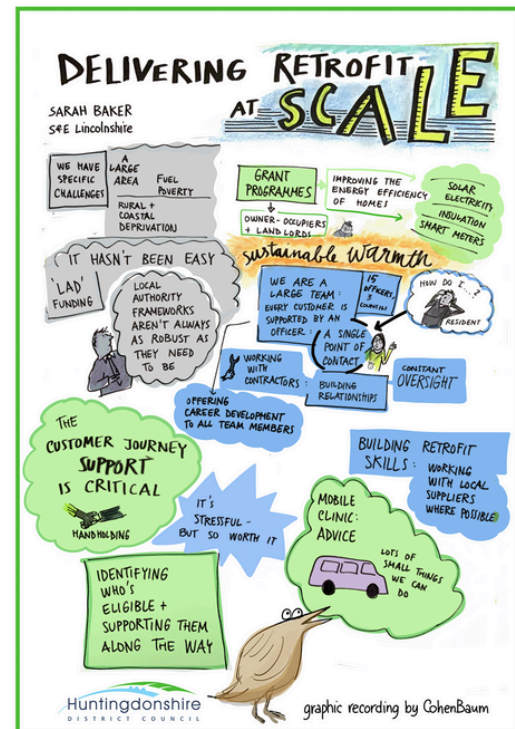 DELIVERING RETROFIT
AT SCALE
SARAH BAKER
S&E Lincolnshire
WE HAVE
SPECIFIC
CHALLENGES
A
LARGE
AREA
FUEL
POVERTY
RURAL +
COASTAL
DEPRIVATION
GRANT
PROGRAMMES
IMPROVING THE
ENERGY EFFICIENCY
OF HOMES
SOLAR
ELECTRICITY
INSULATION
SMART METERS
OWNER-OCCUPIERS
+ LAND LORDS
IT HASN'T BEEN EASY
'LAD'
FUNDING
LOCAL
AUTHORITY
FRAMEWORKS
AREN'T ALWAYS
AS ROBUST AS
THEY NEED
TO BE
Sustainable Warmth
WE ARE A
LARGE TEAM:
EVERY CUSTOMER IS
SUPPORTED BY AN
OFFICER:
15
OFFICERS,
3
COUNCILS
A SINGLE
POINT OF
CONTACT
HOW DO I...?
RESIDENT
WORKING
WITH
CONTRACTORS:
BUILDING
RELATIONSHIPS
CONSTANT
OVERSIGHT
OFFERING
CAREER DEVELOPMENT
TO ALL TEAM MEMBERS
THE
CUSTOMER JOURNEY
SUPPORT
IS CRITICAL
HANDHOLDING
IT'S
STRESSFUL -
BUT SO WORTH IT
BUILDING RETROFIT
SKILLS:
WORKING
WITH LOCAL
SUPPLIERS
WHERE POSSIBLE
MOBILE
CLINIC:
ADVICE
LOTS OF
SMALL THINGS
WE CAN
DO
IDENTIFYING
WHO'S
ELIGIBLE +
SUPPORTING THEM
ALONG THE WAY
Huntingdonshire
DISTRICT COUNCIL
graphic recording by CohenBaum